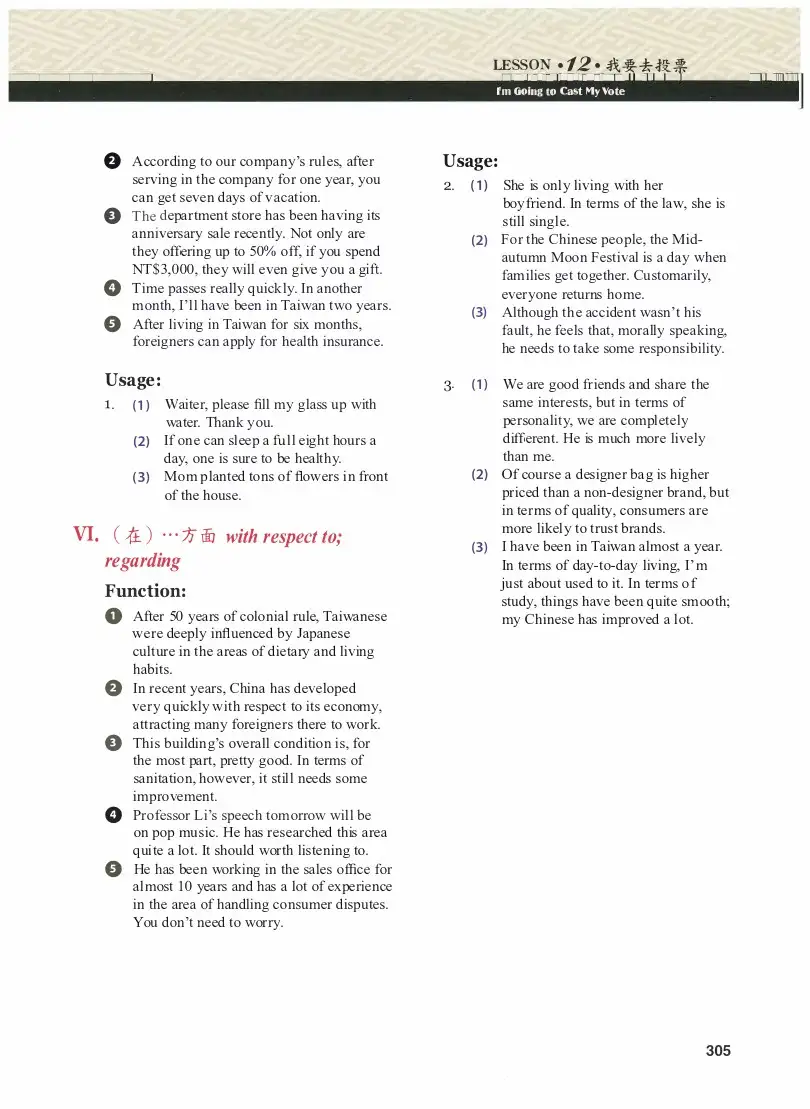 LESSON • 12 • 我要去投票
I'm Going to Cast My Vote
2 According to our company's rules, after
serving in the company for one year, you
can get seven days of vacation.
3 The department store has been having its
anniversary sale recently. Not only are
they offering up to 50% off, if you spend
NT$3,000, they will even give you a gift.
4 Time passes really quickly. In another
month, I'll have been in Taiwan two years.
5 After living in Taiwan for six months,
foreigners can apply for health insurance.
Usage:
1. (1) Waiter, please fill my glass up with
water. Thank you.
(2) If one can sleep a full eight hours a
day, one is sure to be healthy.
(3) Mom planted tons of flowers in front
of the house.
VI. （在）⋯方面 with respect to;
regarding
Function:
1 After 50 years of colonial rule, Taiwanese
were deeply influenced by Japanese
culture in the areas of dietary and living
habits.
2 In recent years, China has developed
very quickly with respect to its economy,
attracting many foreigners there to work.
3 This building's overall condition is, for
the most part, pretty good. In terms of
sanitation, however, it still needs some
improvement.
4 Professor Li's speech tomorrow will be
on pop music. He has researched this area
quite a lot. It should worth listening to.
5 He has been working in the sales office for
almost 10 years and has a lot of experience
in the area of handling consumer disputes.
You don't need to worry.
Usage:
2. (1) She is only living with her
boyfriend. In terms of the law, she is
still single.
(2) For the Chinese people, the Mid-
autumn Moon Festival is a day when
families get together. Customarily,
everyone returns home.
(3) Although the accident wasn't his
fault, he feels that, morally speaking,
he needs to take some responsibility.
3. (1) We are good friends and share the
same interests, but in terms of
personality, we are completely
different. He is much more lively
than me.
(2) Of course a designer bag is higher
priced than a non-designer brand, but
in terms of quality, consumers are
more likely to trust brands.
(3) I have been in Taiwan almost a year.
In terms of day-to-day living, I'm
just about used to it. In terms of
study, things have been quite smooth;
my Chinese has improved a lot.
305